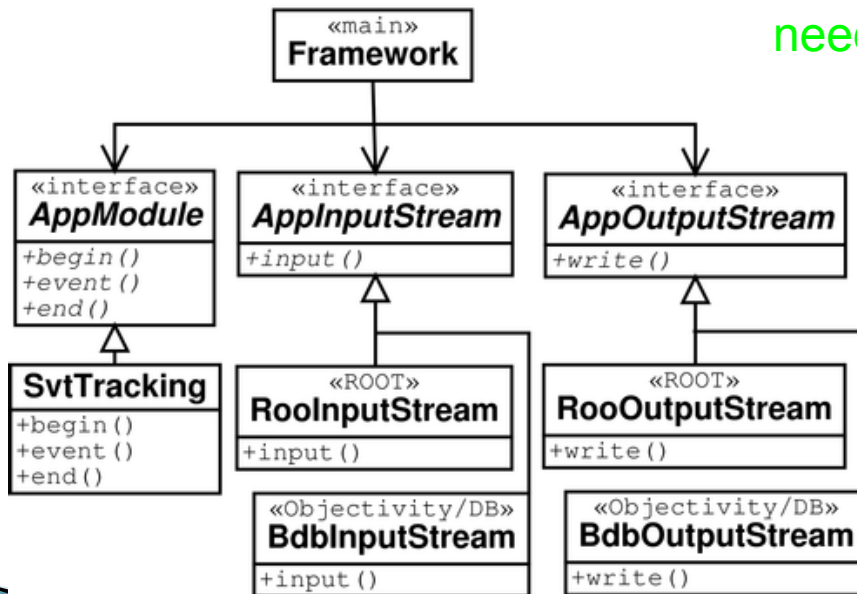 need
«main»
Framework
«interface»
AppModule
+begin()
+event()
+end()
«interface»
AppInputStream
+input()
«interface»
AppOutputStream
+write()
SvtTracking
+begin()
+event()
+end()
«ROOT»
RooInputStream
+input()
«ROOT»
RooOutputStream
+write()
«Objectivity/DB»
BdbInputStream
+input()
«Objectivity/DB»
BdbOutputStream
+write()